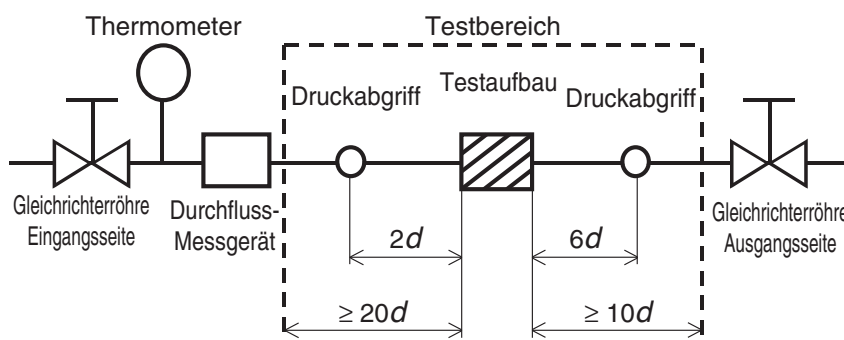 Thermometer
Testbereich
Druckabgriff
Testaufbau
Druckabgriff
Gleichrichterröhre
Eingangsseite
Durchfluss-
Messgerät
Gleichrichterröhre
Ausgangsseite
2d
6d
≥ 20d
≥ 10d